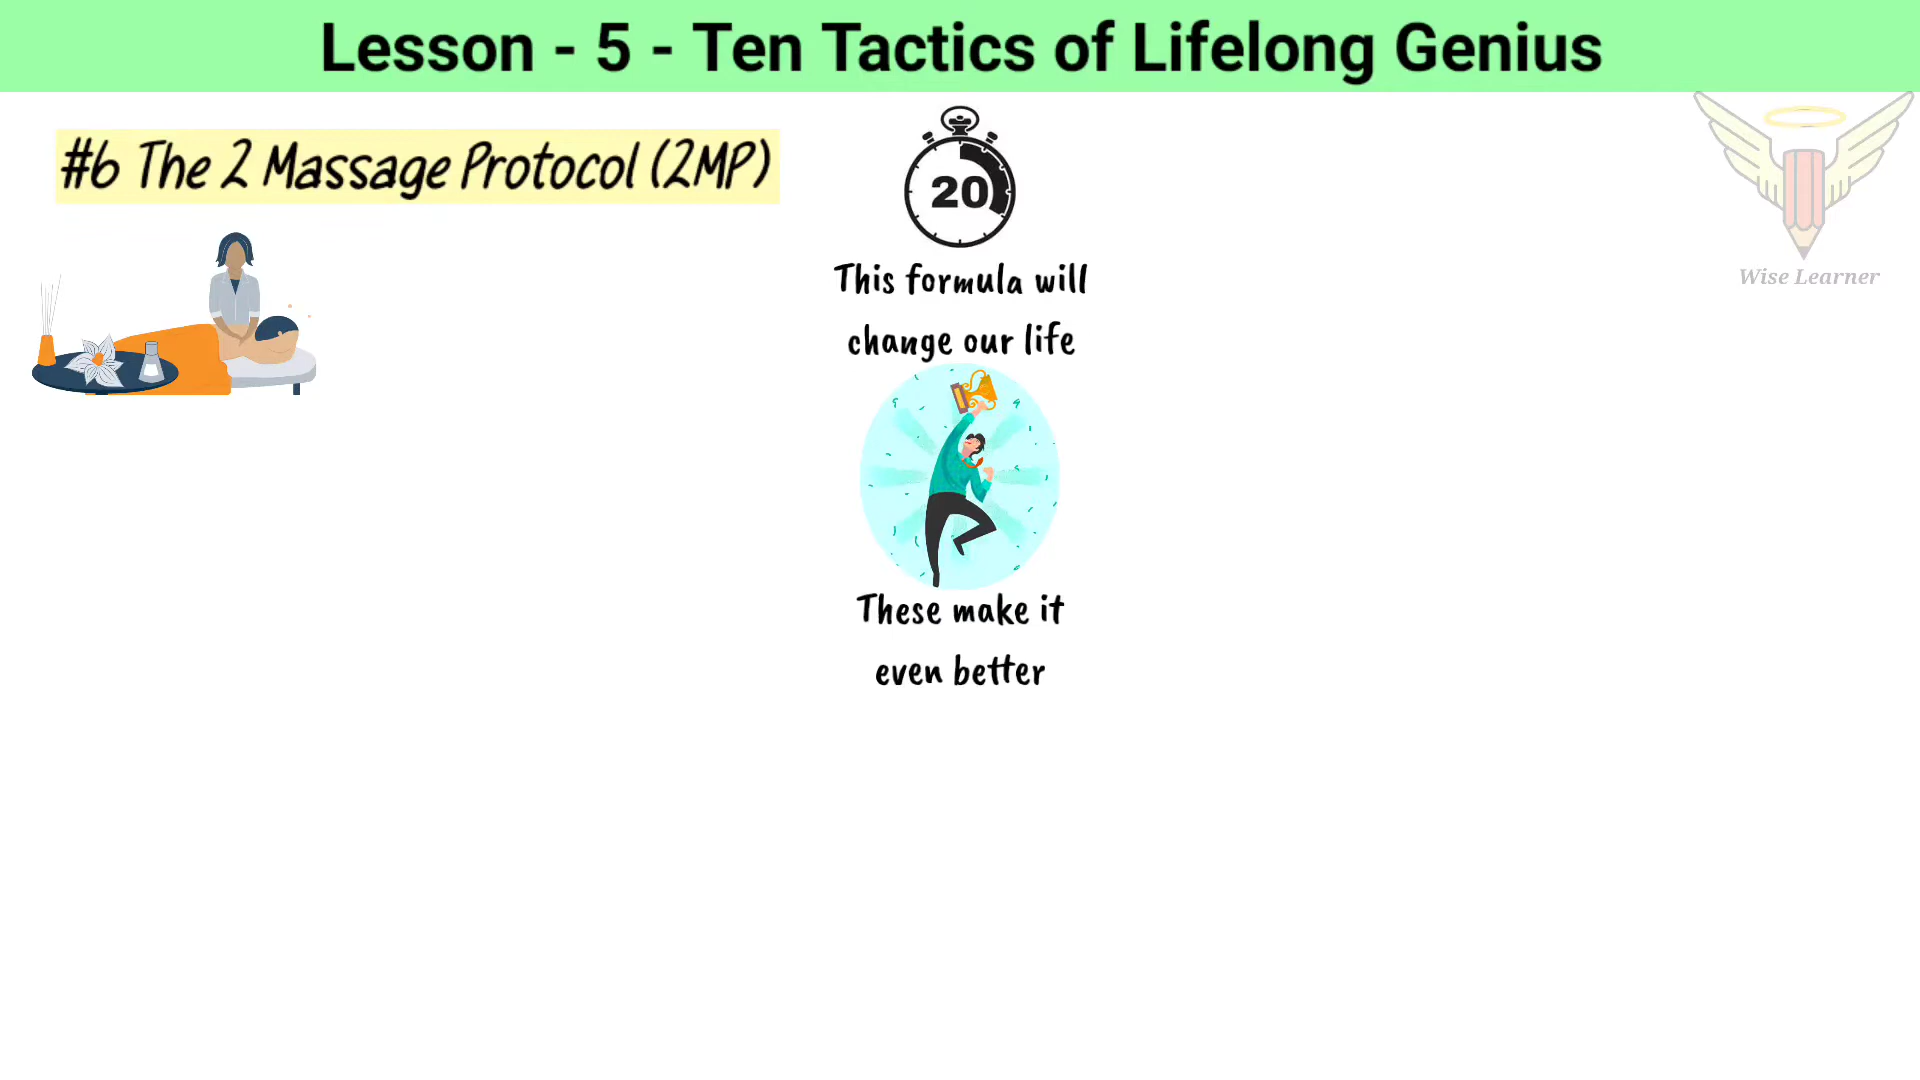 Lesson - 5 - Ten Tactics of Lifelong Genius
#6 The 2 Massage Protocol (2MP)
20
This formula will
change our life
Wise Learner
These make it
even better